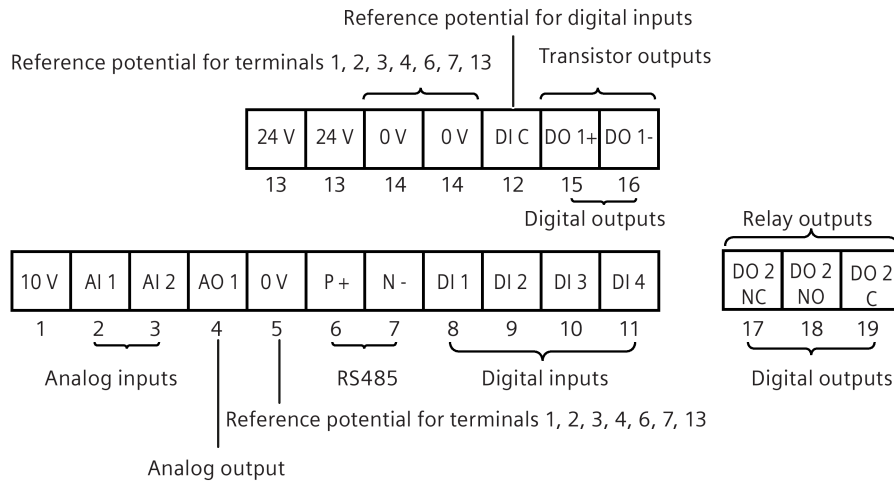 Reference potential for digital inputs
Reference potential for terminals 1, 2, 3, 4, 6, 7, 13
Transistor outputs
24 V 24 V 0 V 0 V DI C DO 1+ DO 1-
13 13 14 14 12 15 16
Digital outputs
Relay outputs
10 V AI 1 AI 2 AO 1 0 V P + N - DI 1 DI 2 DI 3 DI 4
DO 2 DO 2 DO 2
NC NO C
1 2 3 4 5 6 7 8 9 10 11 17 18 19
Analog inputs RS485 Digital inputs Digital outputs
Reference potential for terminals 1, 2, 3, 4, 6, 7, 13
Analog output